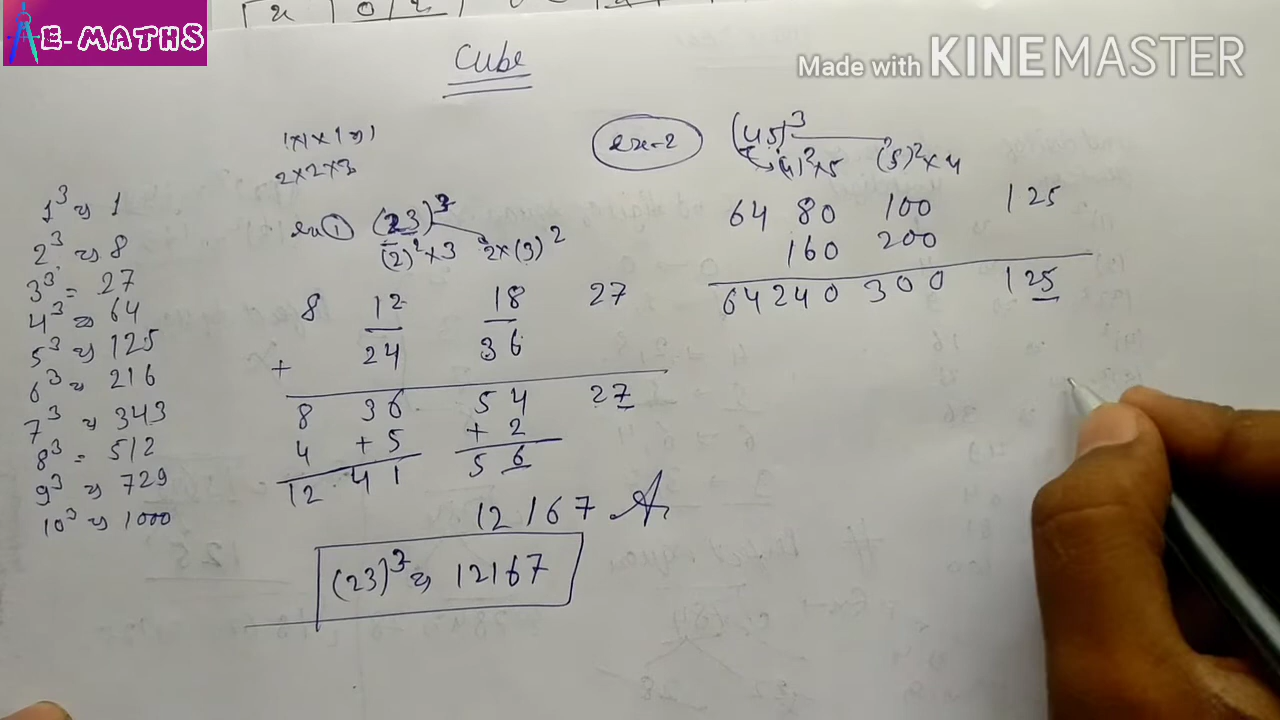 E-MATHS
Made with KINEMASTER
Cube
1×1×1 ⇒ 1
2×2×3
1³ ⇒ 1
2³ ⇒ 8
3³ = 27
4³ ⇒ 64
5³ ⇒ 125
6³ ⇒ 216
7³ ⇒ 343
8³ = 512
9³ ⇒ 729
10³ ⇒ 1000
ex ① (23)³
(2)²×3 2×(3)²
8 12 18 27
+ 24 36
8 36 54 27
4 +5 +2
12 41 56
12167 A
(23)³ ⇒ 12167
ex-2 (45)³
(4)²×5 (5)²×4
64 80 100 125
160 200
64 240 300 125